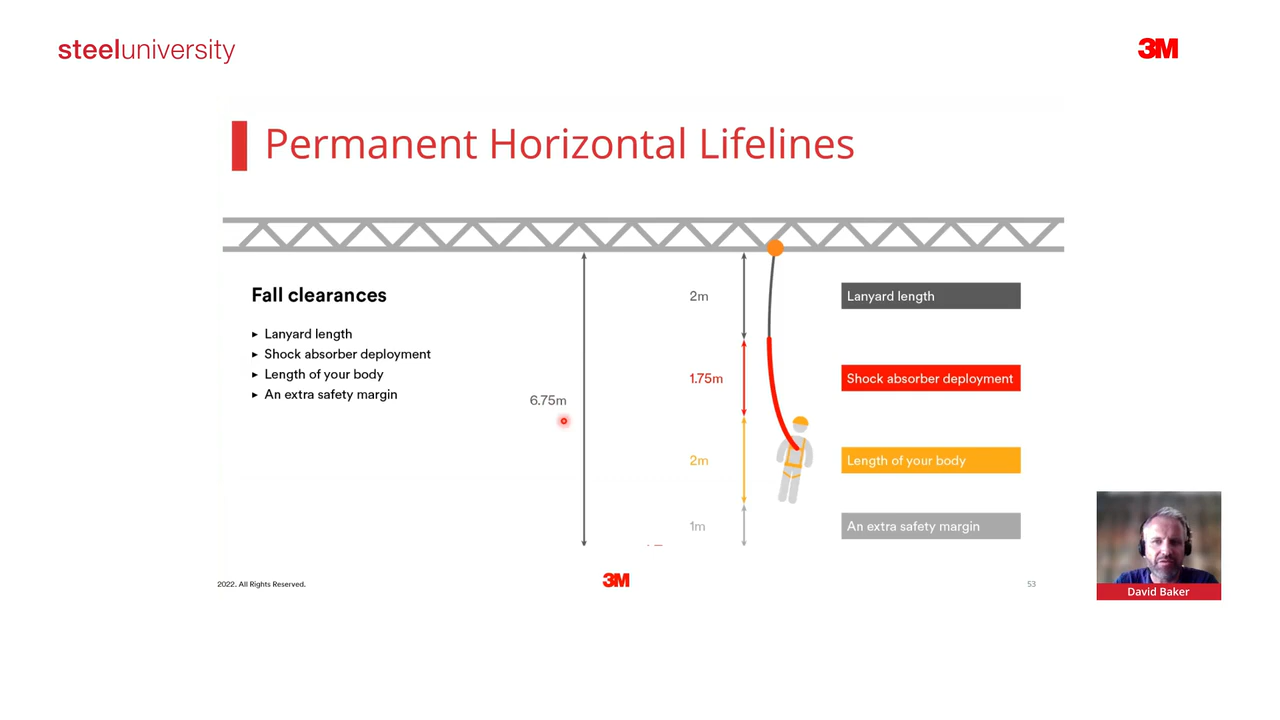 steeluniversity
3M
Permanent Horizontal Lifelines
Fall clearances
▸ Lanyard length
▸ Shock absorber deployment
▸ Length of your body
▸ An extra safety margin
6.75m
2m
Lanyard length
1.75m
Shock absorber deployment
2m
Length of your body
1m
An extra safety margin
2022. All Rights Reserved.
3M
53
David Baker